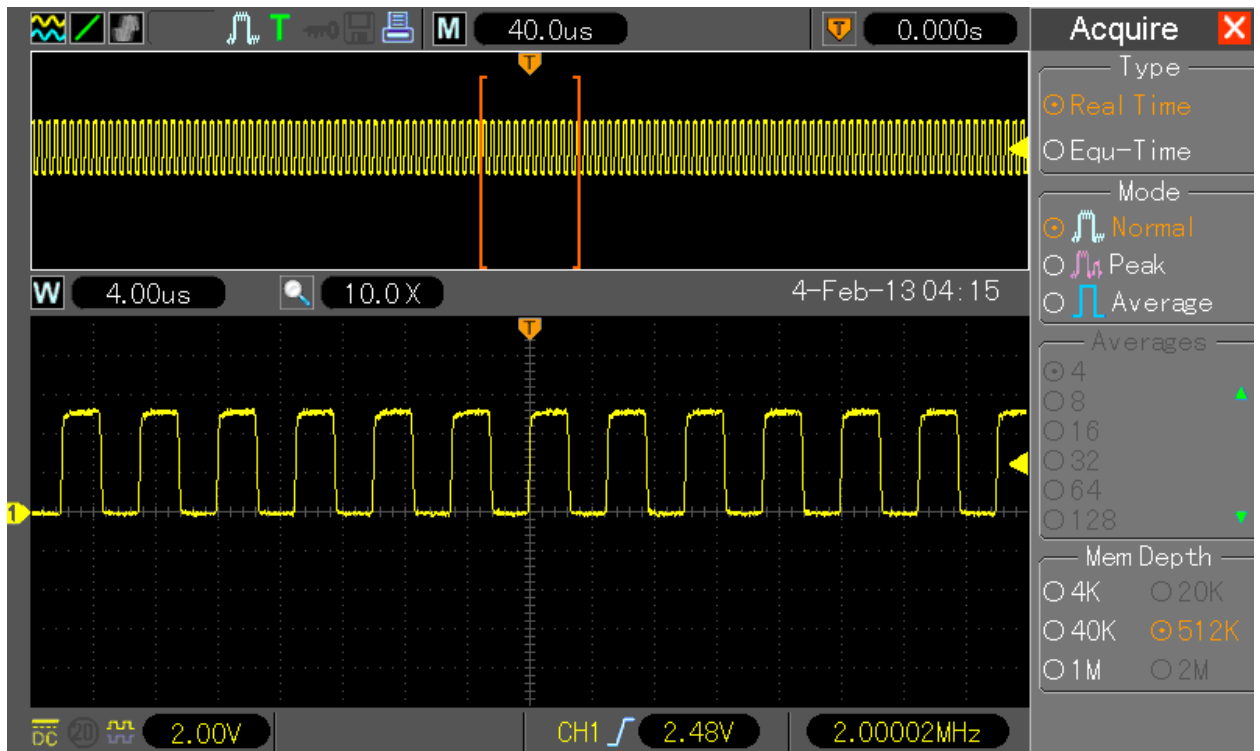 T M 40.0us T 0.000s
Acquire
Type
Real Time
Equ-Time
Mode
Normal
Peak
Average
Averages
4
8
16
32
64
128
Mem Depth
4K 20K
40K 512K
1M 2M
T
W 4.00us 10.0X 4-Feb-13 04:15
T
1
DC 2D 2.00V CH1 2.48V 2.00002MHz